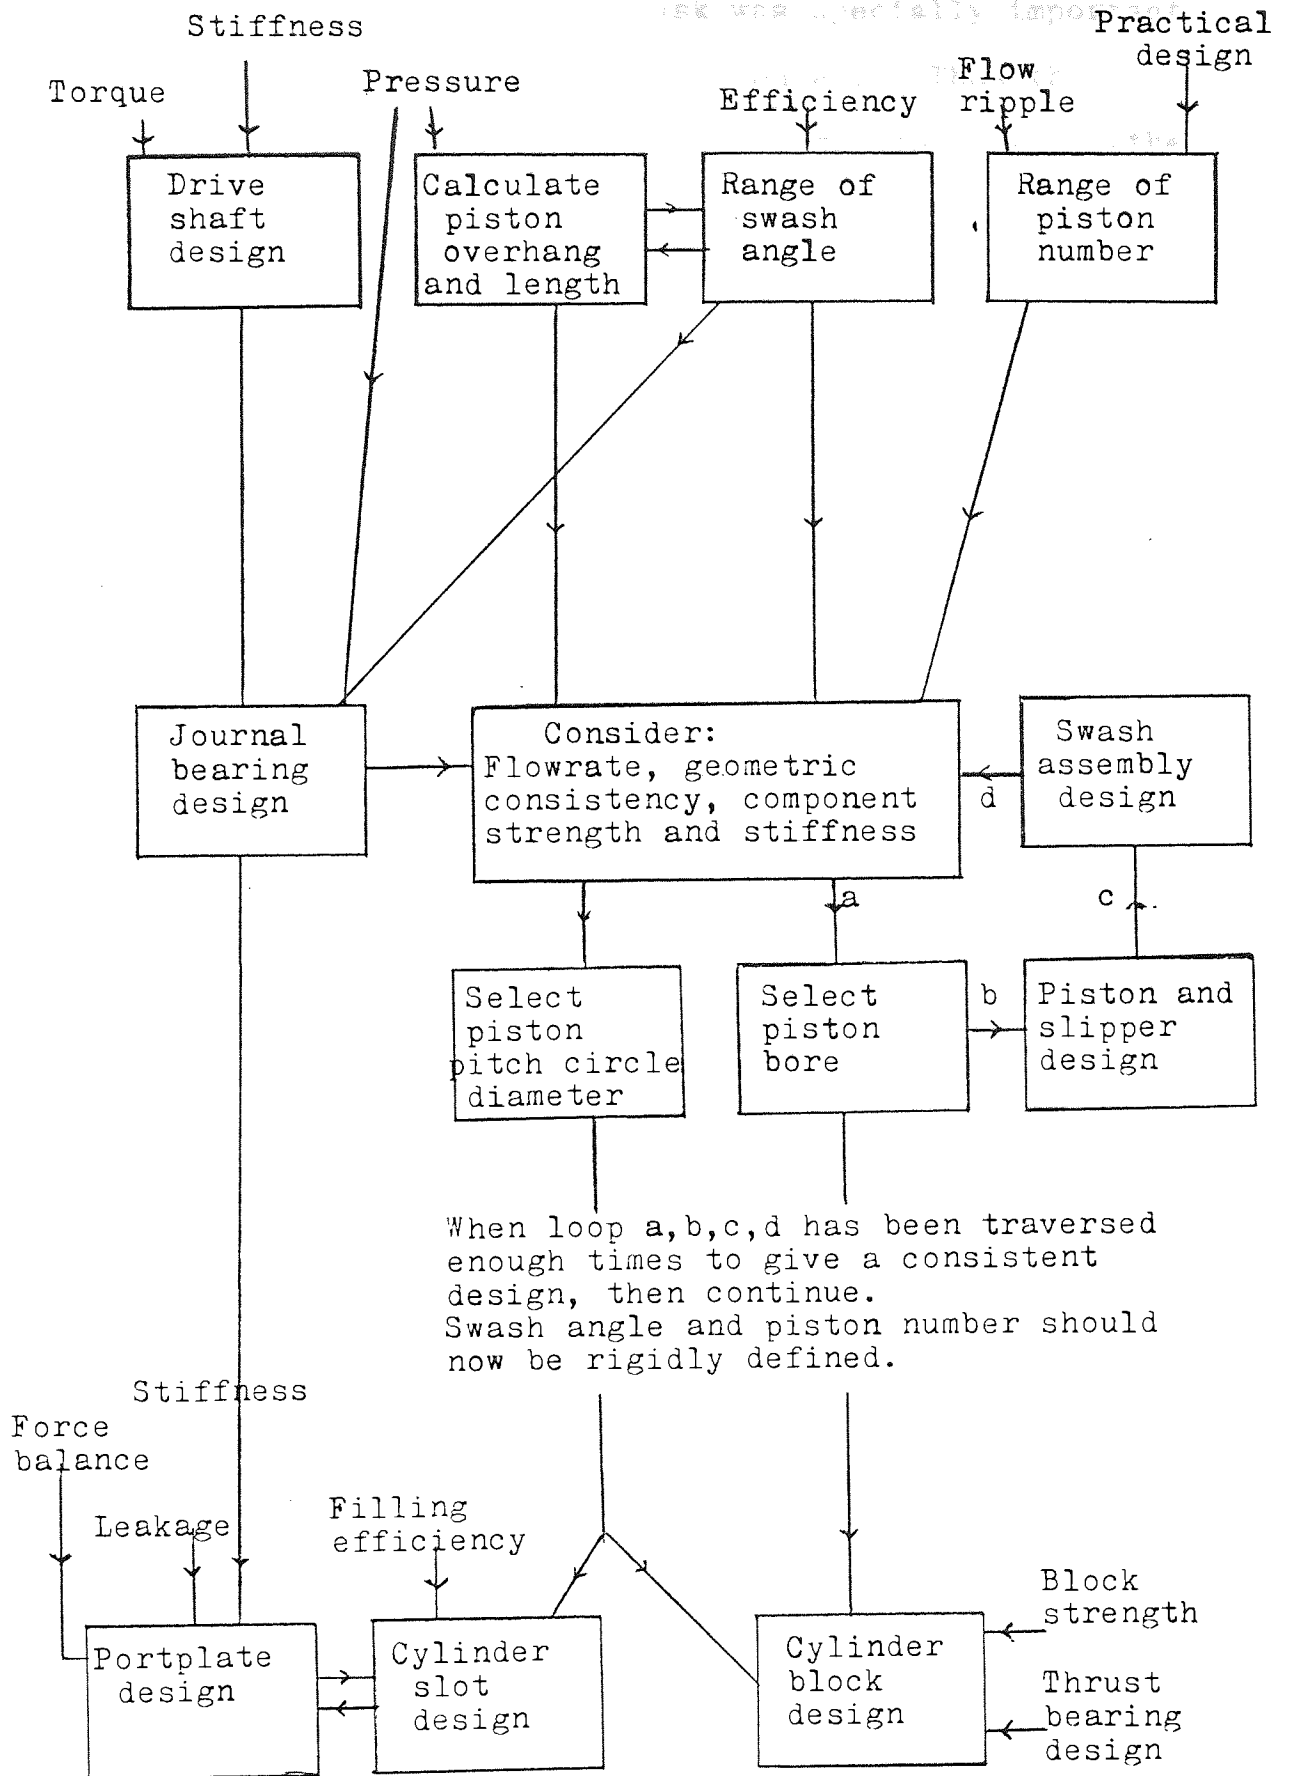 Stiffness
Practical
design
Torque
Pressure
Flow
ripple
Efficiency
the
Drive
shaft
design
Calculate
piston
overhang
and length
Range of
swash
angle
Range of
piston
number
Journal
bearing
design
Consider:
Flowrate, geometric
consistency, component
strength and stiffness
Swash
assembly
design
d
a
c
Select
piston
pitch circle
diameter
Select
piston
bore
b
Piston and
slipper
design
When loop a,b,c,d has been traversed
enough times to give a consistent
design, then continue.
Swash angle and piston number should
now be rigidly defined.
Stiffness
Force
balance
Leakage
Filling
efficiency
Block
strength
Portplate
design
Cylinder
slot
design
Cylinder
block
design
Thrust
bearing
design